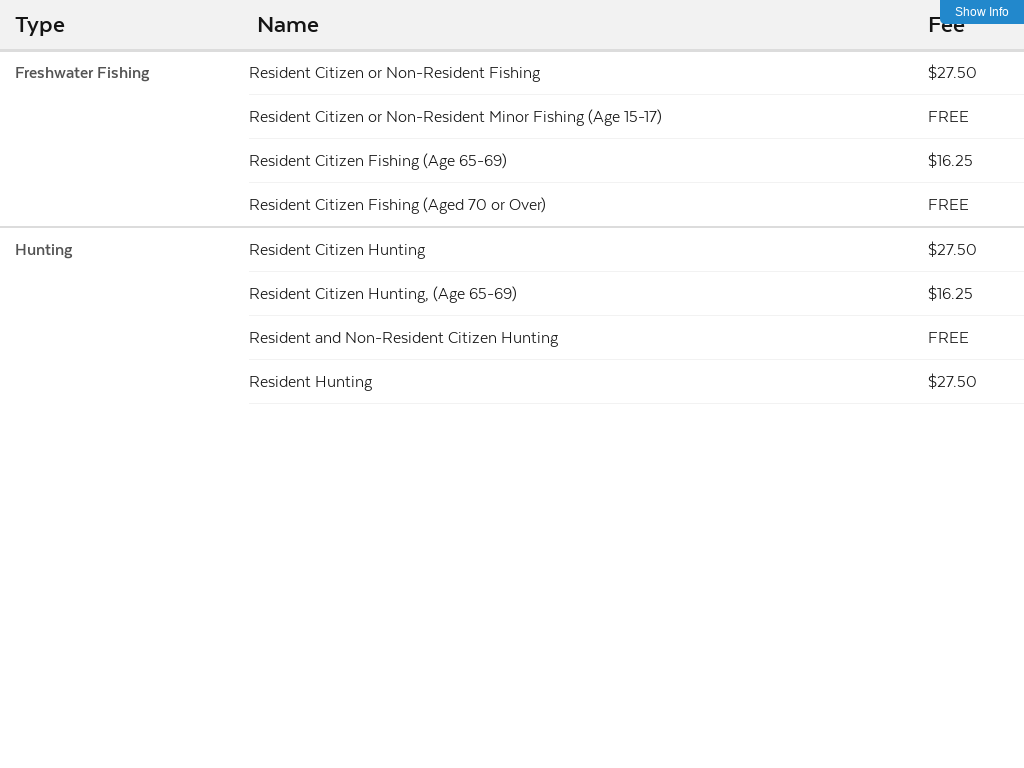 Type Name Fee
Show Info
Freshwater Fishing Resident Citizen or Non-Resident Fishing $27.50
Resident Citizen or Non-Resident Minor Fishing (Age 15-17) FREE
Resident Citizen Fishing (Age 65-69) $16.25
Resident Citizen Fishing (Aged 70 or Over) FREE
Hunting Resident Citizen Hunting $27.50
Resident Citizen Hunting, (Age 65-69) $16.25
Resident and Non-Resident Citizen Hunting FREE
Resident Hunting $27.50